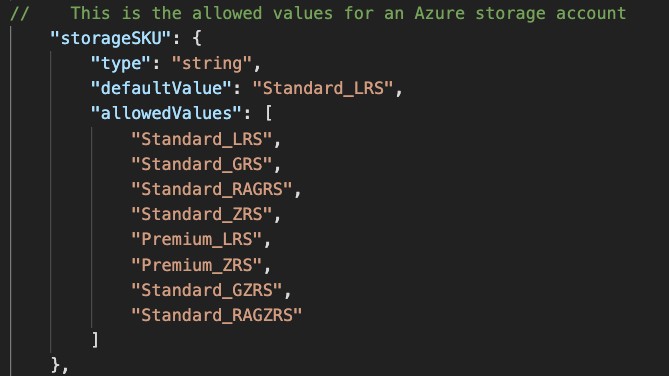 //    This is the allowed values for an Azure storage account
    "storageSKU": {
        "type": "string",
        "defaultValue": "Standard_LRS",
        "allowedValues": [
            "Standard_LRS",
            "Standard_GRS",
            "Standard_RAGRS",
            "Standard_ZRS",
            "Premium_LRS",
            "Premium_ZRS",
            "Standard_GZRS",
            "Standard_RAGZRS"
        ]
    },